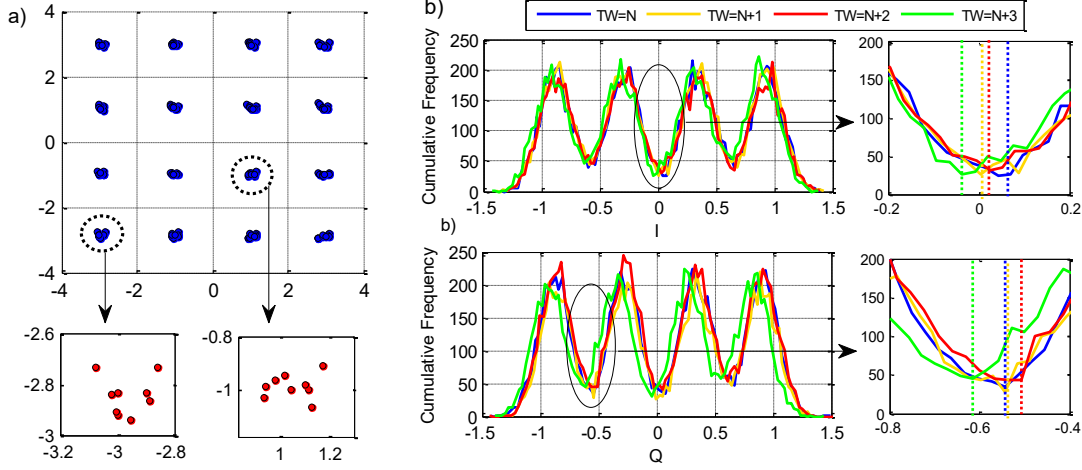 a)
4
2
0
-2
-4
-4 -2 0 2 4
-2.6
-2.8
-3
-3.2 -3 -2.8
-0.8
-1
1
b)
TW=N TW=N+1 TW=N+2 TW=N+3
Cumulative Frequency
250
200
150
100
50
0
-1.5 -1 -0.5 0 0.5 1 1.5
I
200
150
100
50
0
-0.2 0 0.2
b)
Cumulative Frequency
250
200
150
100
50
0
-1.5 -1 -0.5 0 0.5 1 1.5
Q
200
150
100
50
0
-0.8 -0.6 -0.4